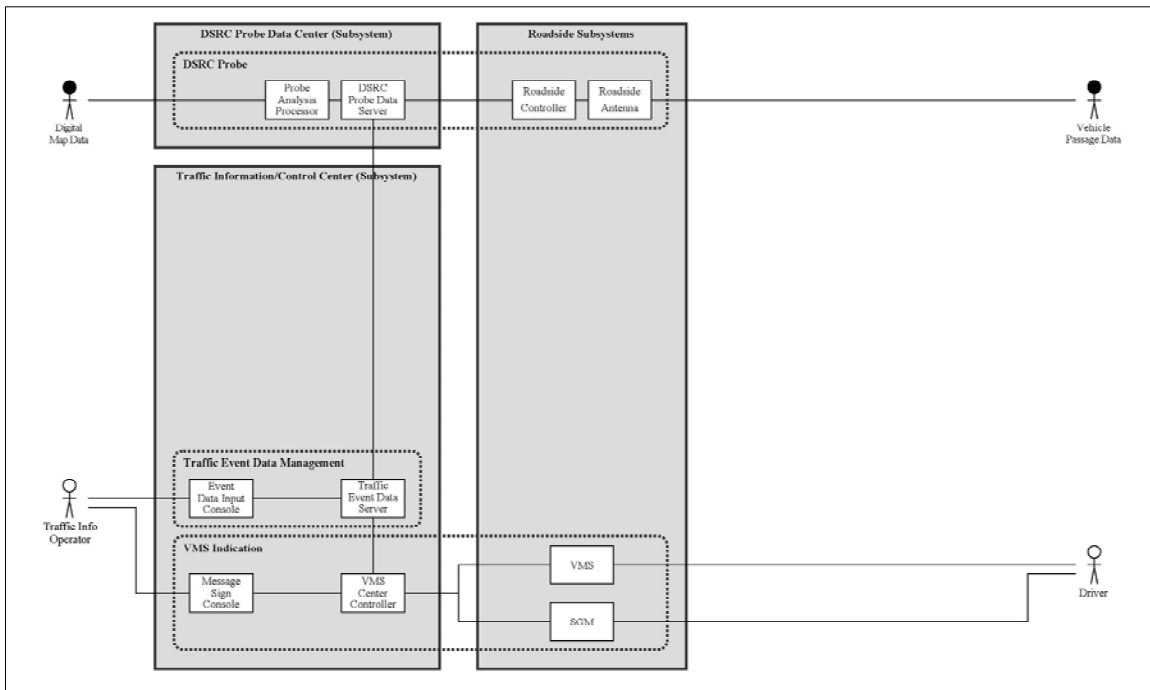 DSRC Probe Data Center (Subsystem)
Roadside Subsystems
DSRC Probe
Probe
Analysis
Processor
DSRC
Probe Data
Server
Roadside
Controller
Roadside
Antenna
Digital
Map Data
Vehicle
Passage Data
Traffic Information/Control Center (Subsystem)
Traffic Event Data Management
Event
Data Input
Console
Traffic
Event Data
Server
Traffic Info
Operator
VMS Indication
Message
Sign
Console
VMS
Center
Controller
VMS
SGM
Driver